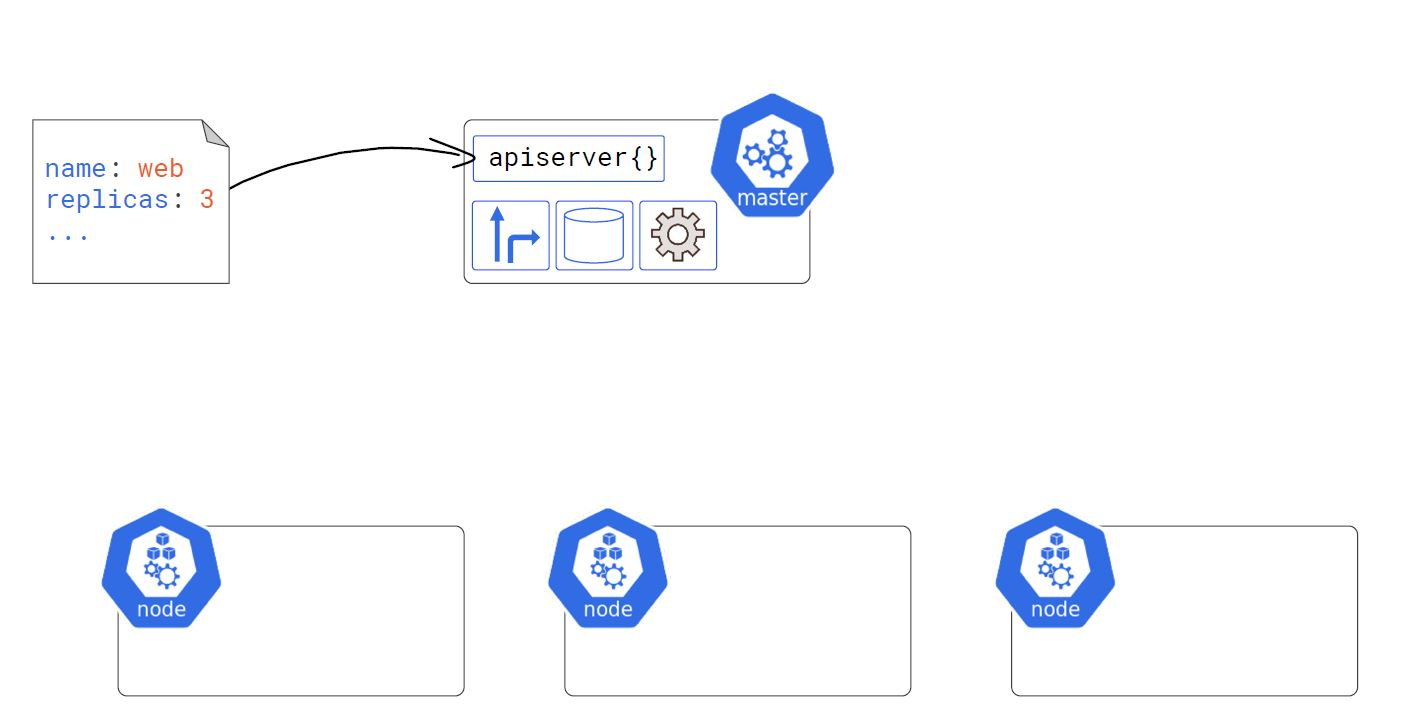 name: web
replicas: 3
...
apiserver{}
master
node
node
node